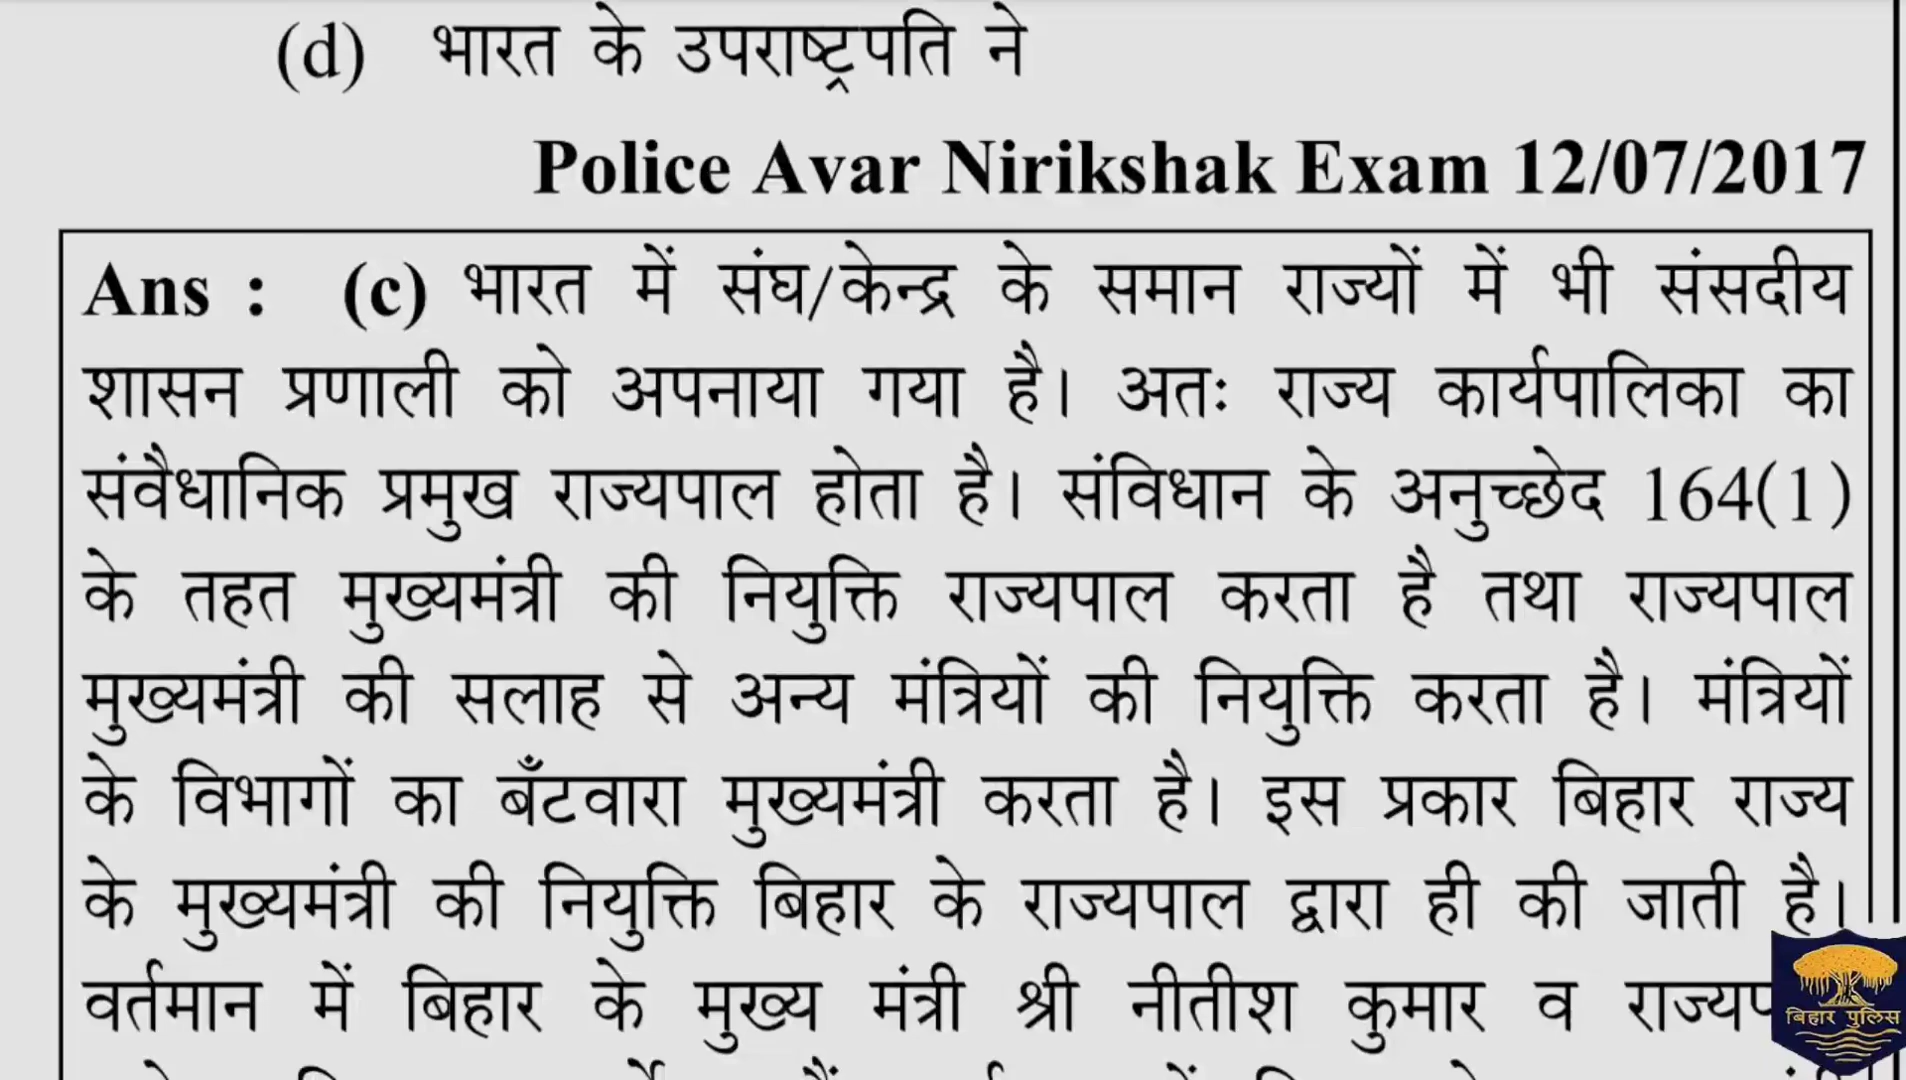 (d) भारत के उपराष्ट्रपति ने
Police Avar Nirikshak Exam 12/07/2017
Ans : (c) भारत में संघ/केन्द्र के समान राज्यों में भी संसदीय
शासन प्रणाली को अपनाया गया है। अतः राज्य कार्यपालिका का
संवैधानिक प्रमुख राज्यपाल होता है। संविधान के अनुच्छेद 164(1)
के तहत मुख्यमंत्री की नियुक्ति राज्यपाल करता है तथा राज्यपाल
मुख्यमंत्री की सलाह से अन्य मंत्रियों की नियुक्ति करता है। मंत्रियों
के विभागों का बँटवारा मुख्यमंत्री करता है। इस प्रकार बिहार राज्य
के मुख्यमंत्री की नियुक्ति बिहार के राज्यपाल द्वारा ही की जाती है।
वर्तमान में बिहार के मुख्य मंत्री श्री नीतीश कुमार व
बिहार पुलिस